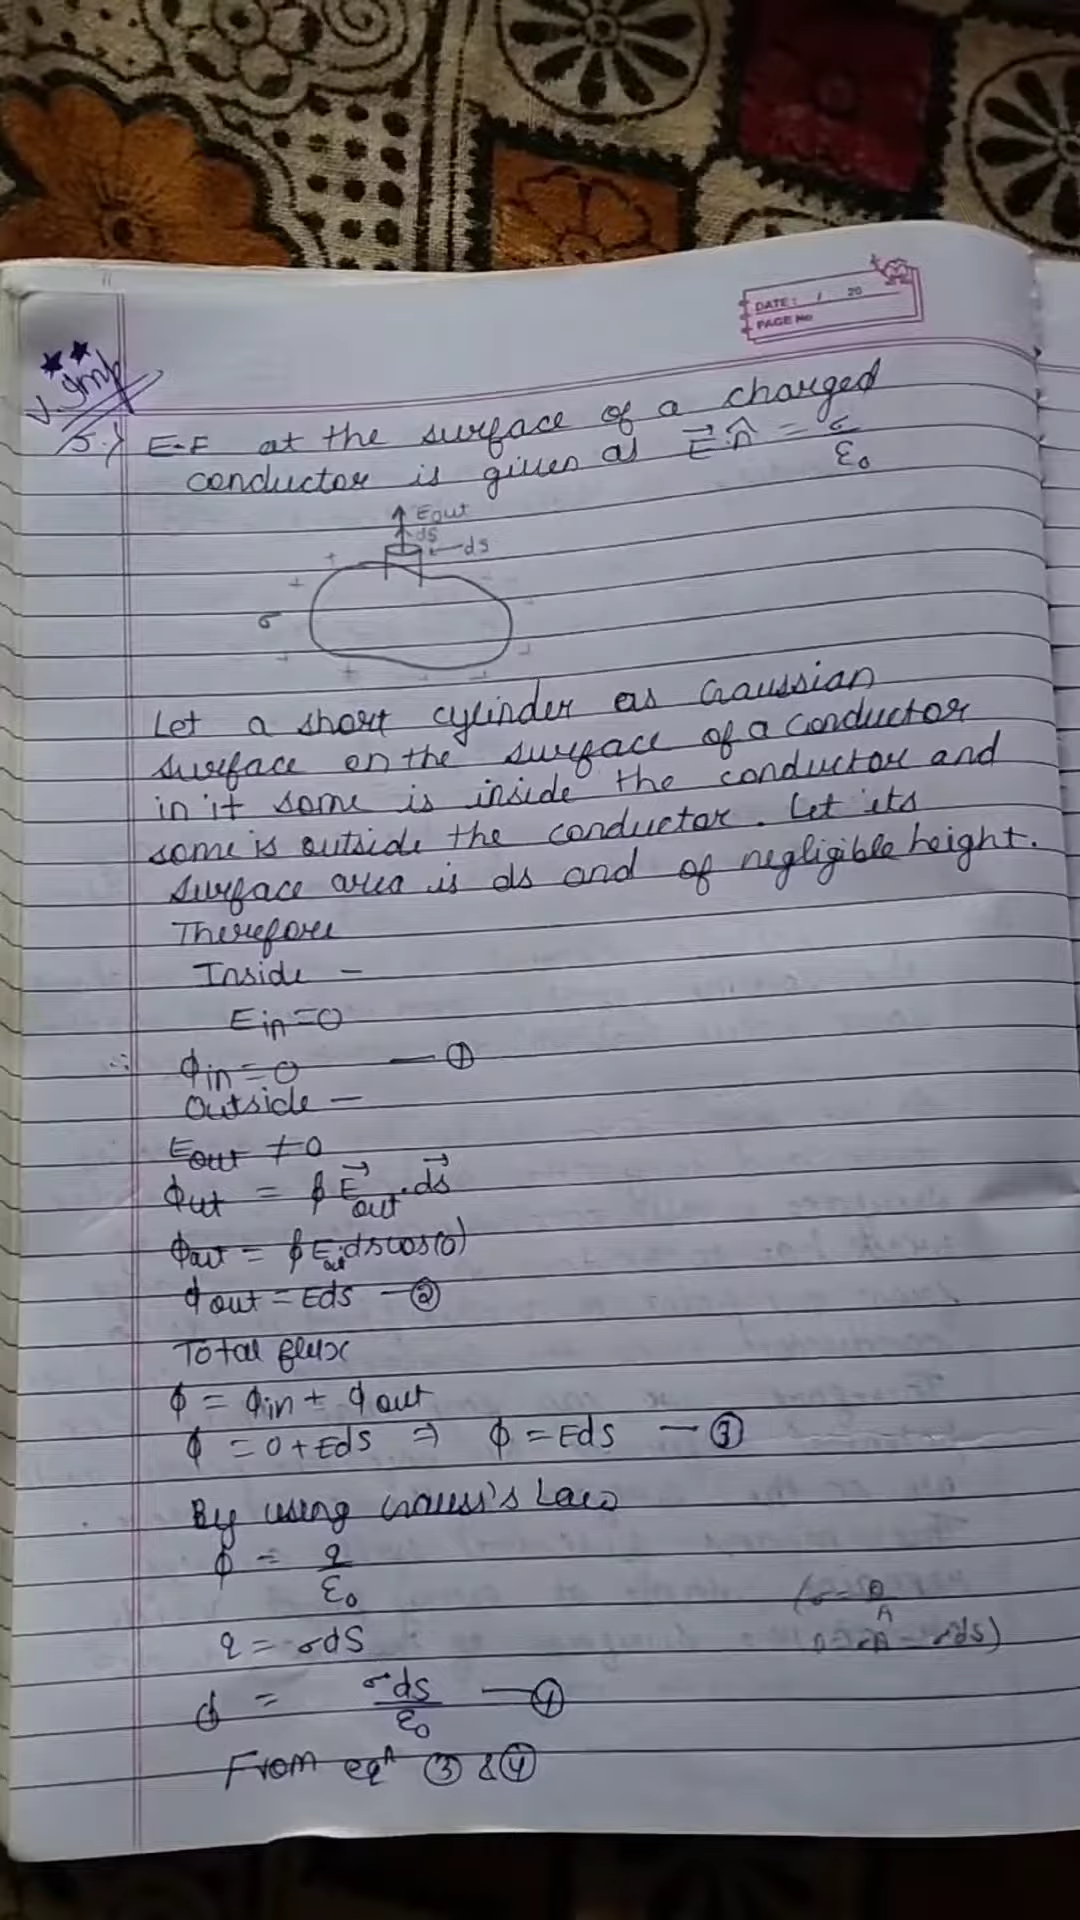 DATE: / 20
PAGE No
V. Imp
5.) E.F at the surface of a charged
conductor is given as E⃗.n̂ = σ/ε₀
Eout
ds
ds
σ
Let a short cylinder as Gaussian
surface on the surface of a conductor
in it some is inside the conductor and
some is outside the conductor. Let its
surface area is ds and of negligible height.
Therefore
Inside —
Ein=0
∴ ϕin=0 — ①
Outside —
Eout ≠0
ϕout = ∮E⃗out.ds⃗
ϕout = ∮Eoutdscos(0)
ϕout = Eds — ②
Total flux
ϕ = ϕin + ϕout
ϕ = 0+Eds ⇒ ϕ = Eds — ③
By using Gauss's Law
ϕ = q/ε₀
q = σds
ϕ = σds/ε₀ — ④
From eqⁿ ③ & ④